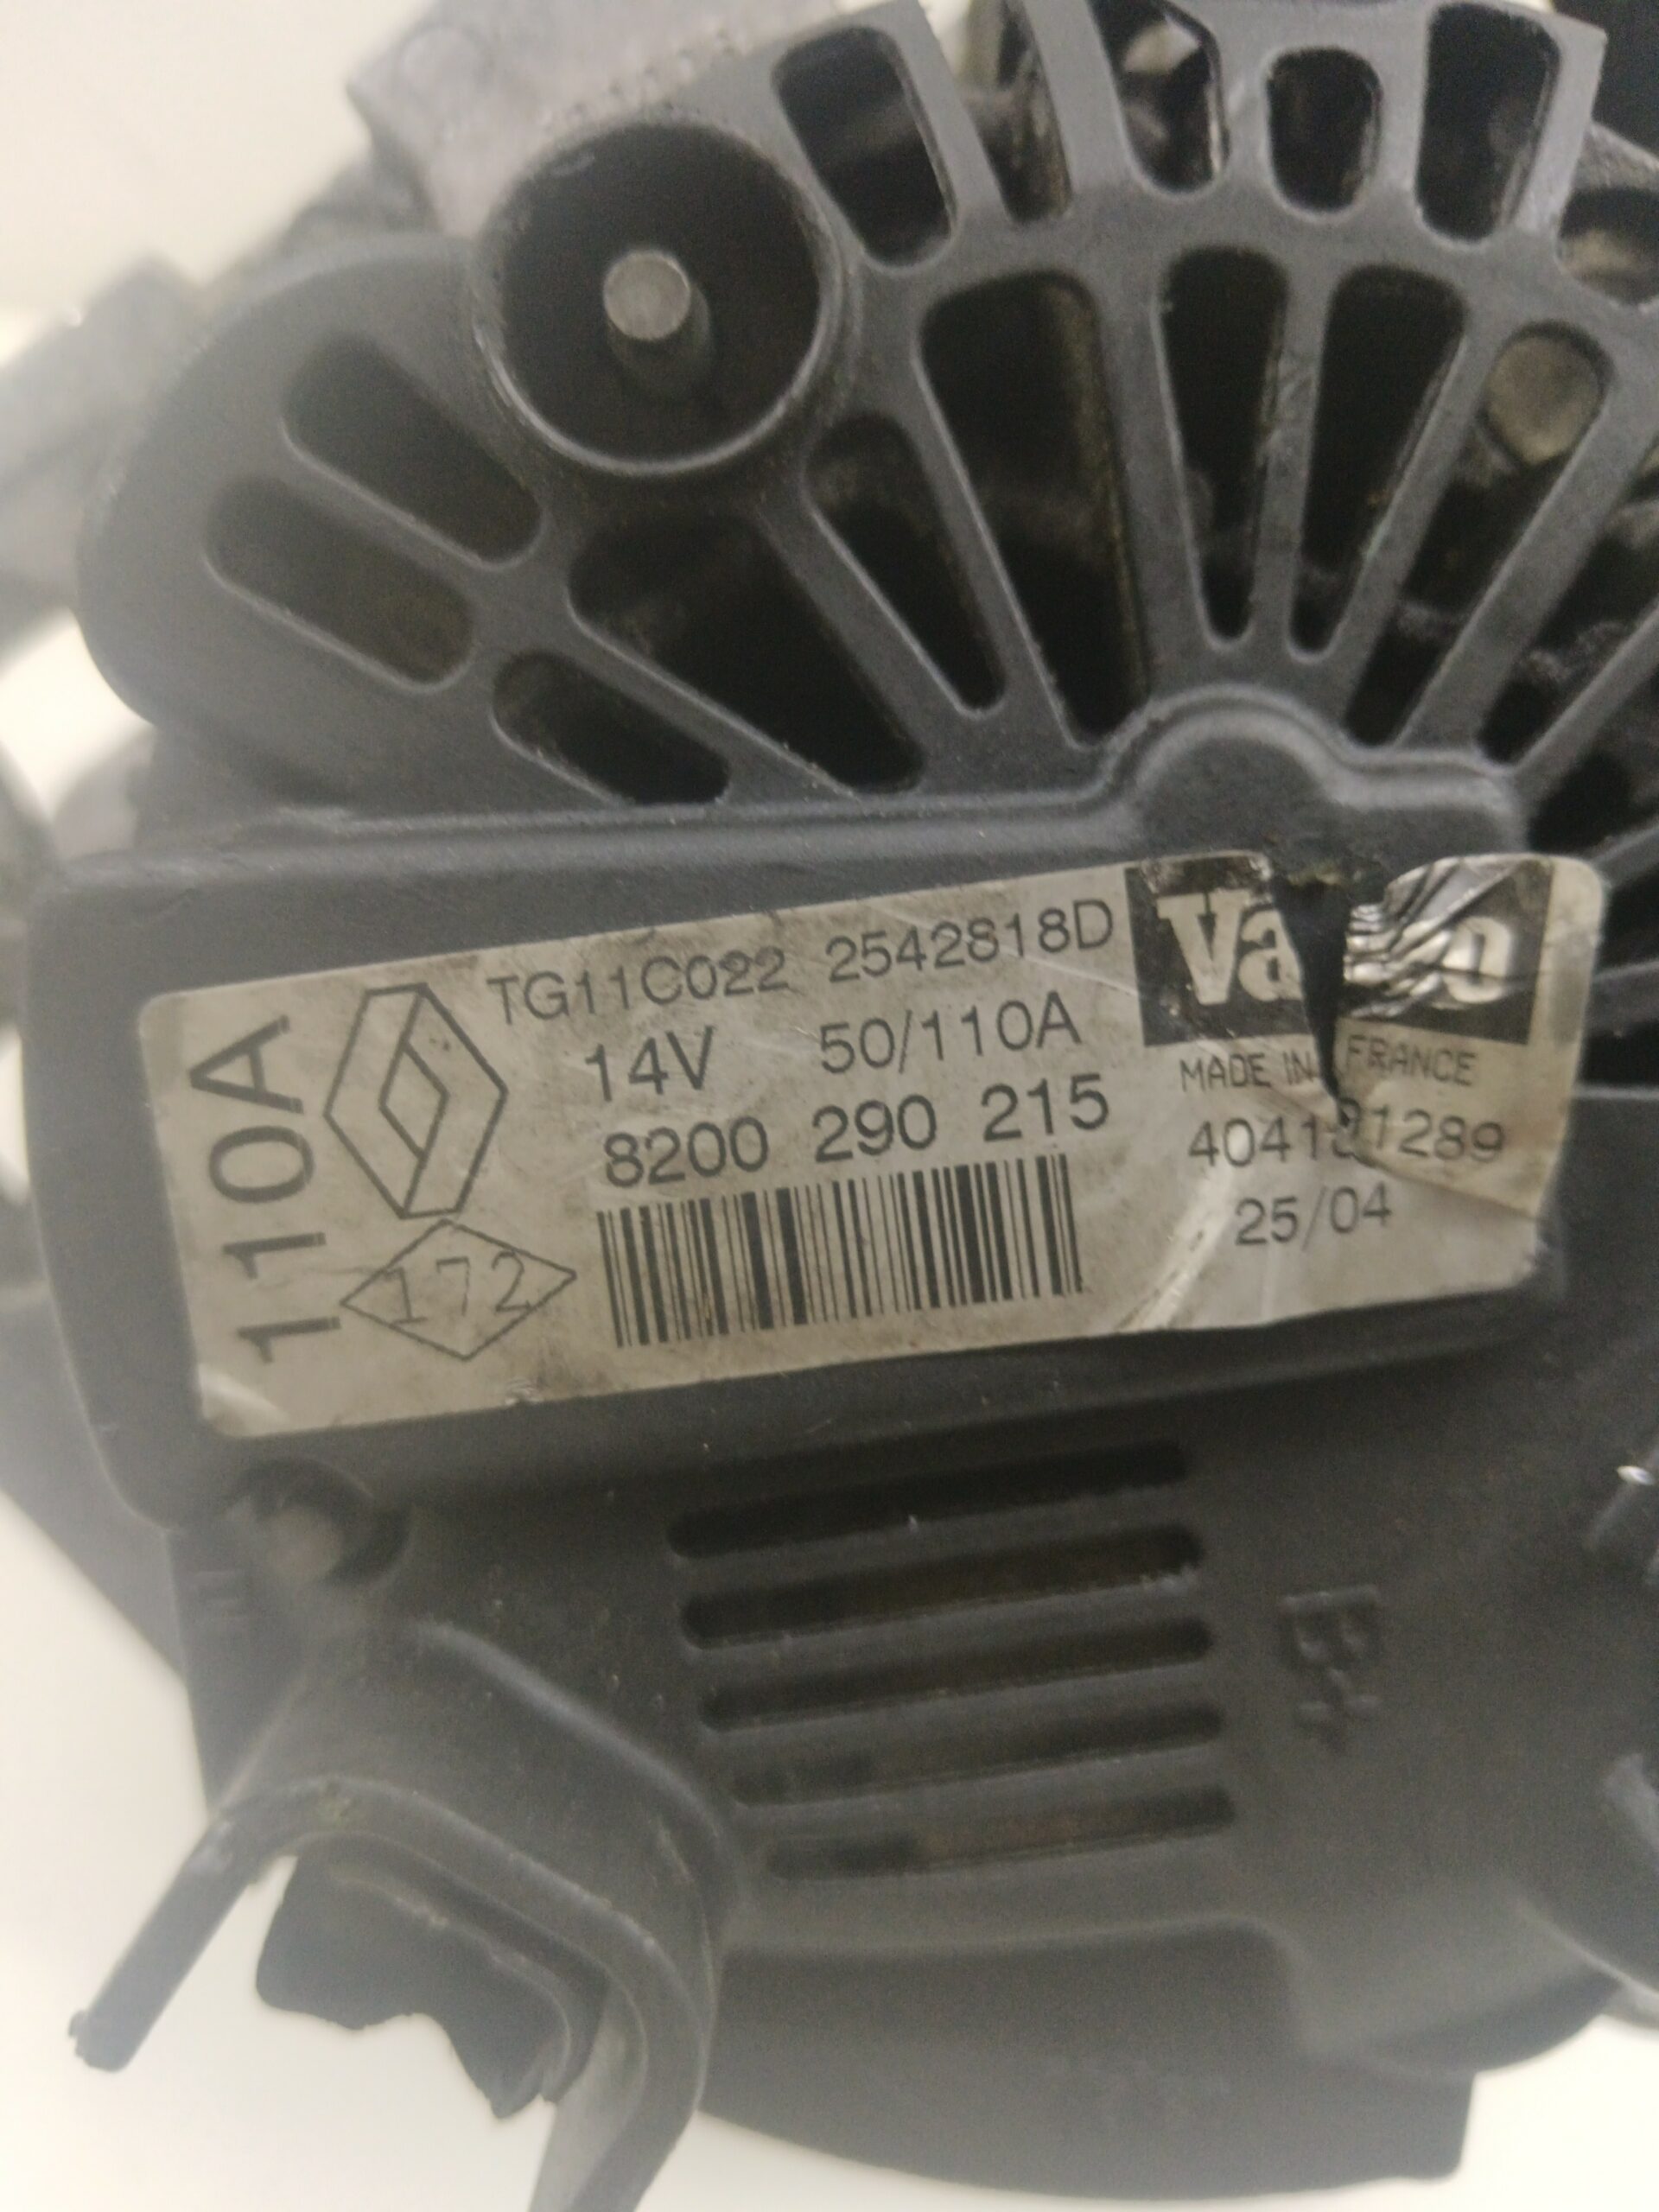 110A
TG11C022 2542818D
14V 50/110A
8200 290 215
172
MADE IN FRANCE
25/04